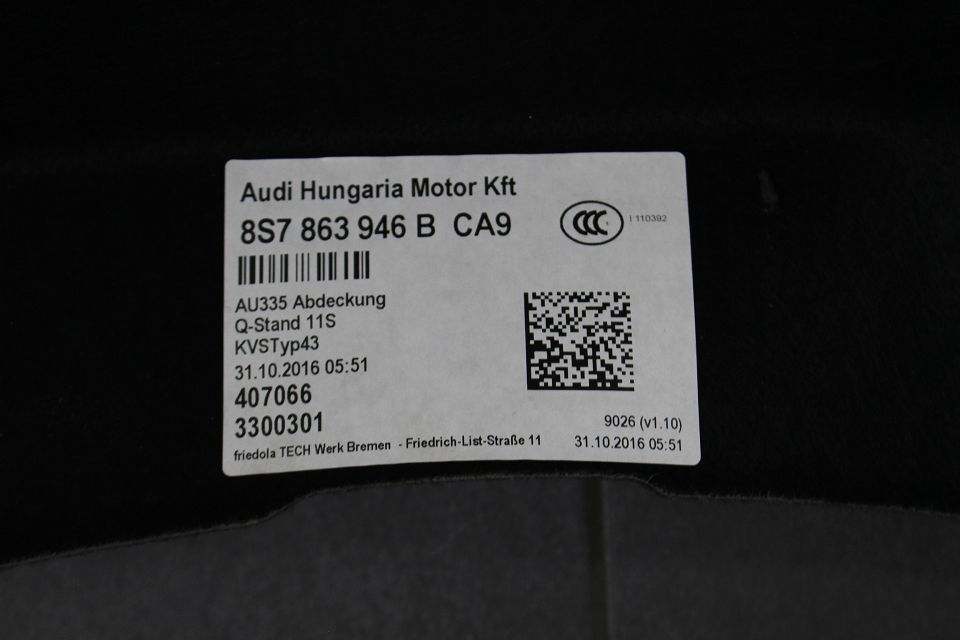 Audi Hungaria Motor Kft
8S7 863 946 B CA9
CCC I 110392
AU335 Abdeckung
Q-Stand 11S
KVSTyp43
31.10.2016 05:51
407066
3300301
9026 (v1.10)
friedola TECH Werk Bremen - Friedrich-List-Straße 11
31.10.2016 05:51